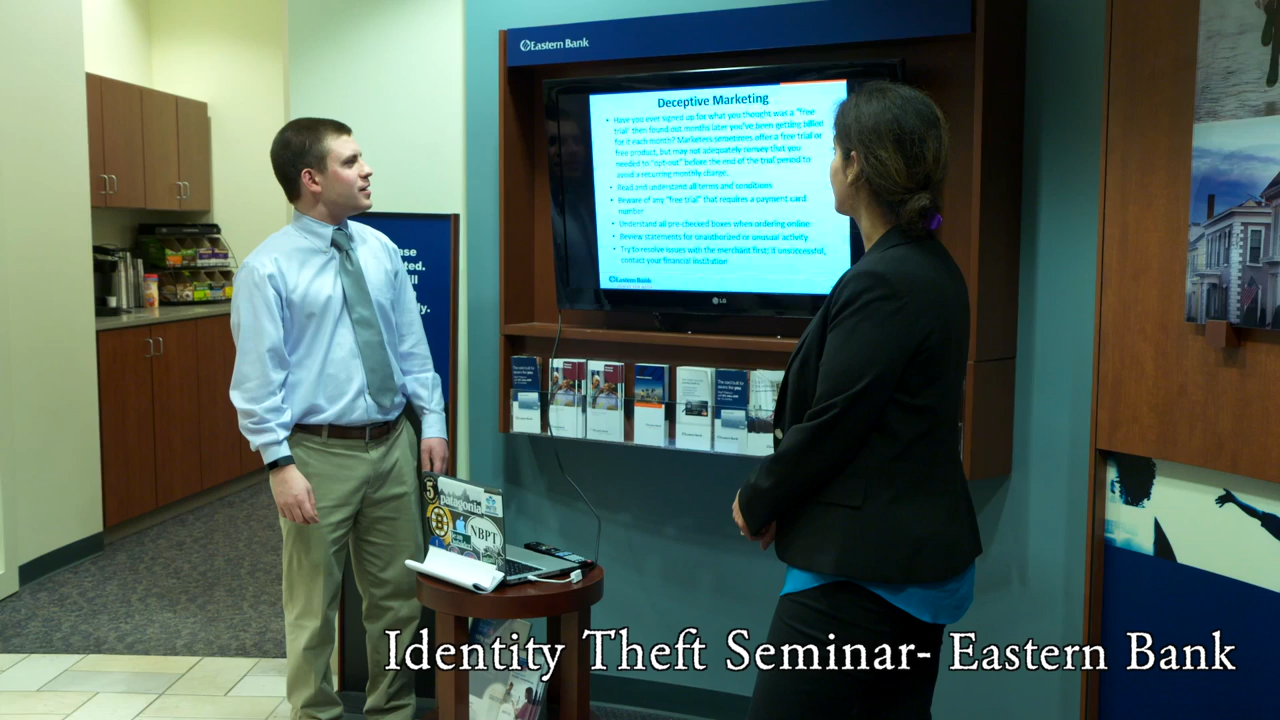 Eastern Bank
Deceptive Marketing
• Have you ever signed up for what you thought was a "free
trial" then found out months later you've been getting billed
for it each month? Marketers sometimes offer a free trial or
free product, but may not adequately convey that you
needed to "opt-out" before the end of the trial period to
avoid a recurring monthly charge.
• Read and understand all terms and conditions
• Beware of any "free trial" that requires a payment card
number
• Understand all pre-checked boxes when ordering online
• Review statements for unauthorized or unusual activity
• Try to resolve issues with the merchant first; if unsuccessful,
contact your financial institution
Eastern Bank
LG
ase
ted.
ll
y.
5
patagonia
B
NBPT
Identity Theft Seminar- Eastern Bank